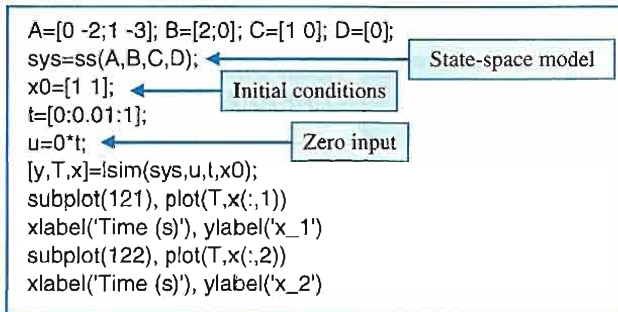 A=[0 -2;1 -3]; B=[2;0]; C=[1 0]; D=[0];
sys=ss(A,B,C,D);
State-space model
x0=[1 1];
Initial conditions
t=[0:0.01:1];
u=0*t;
Zero input
[y,T,x]=lsim(sys,u,t,x0);
subplot(121), plot(T,x(:,1))
xlabel('Time (s)'), ylabel('x_1')
subplot(122), plot(T,x(:,2))
xlabel('Time (s)'), ylabel('x_2')